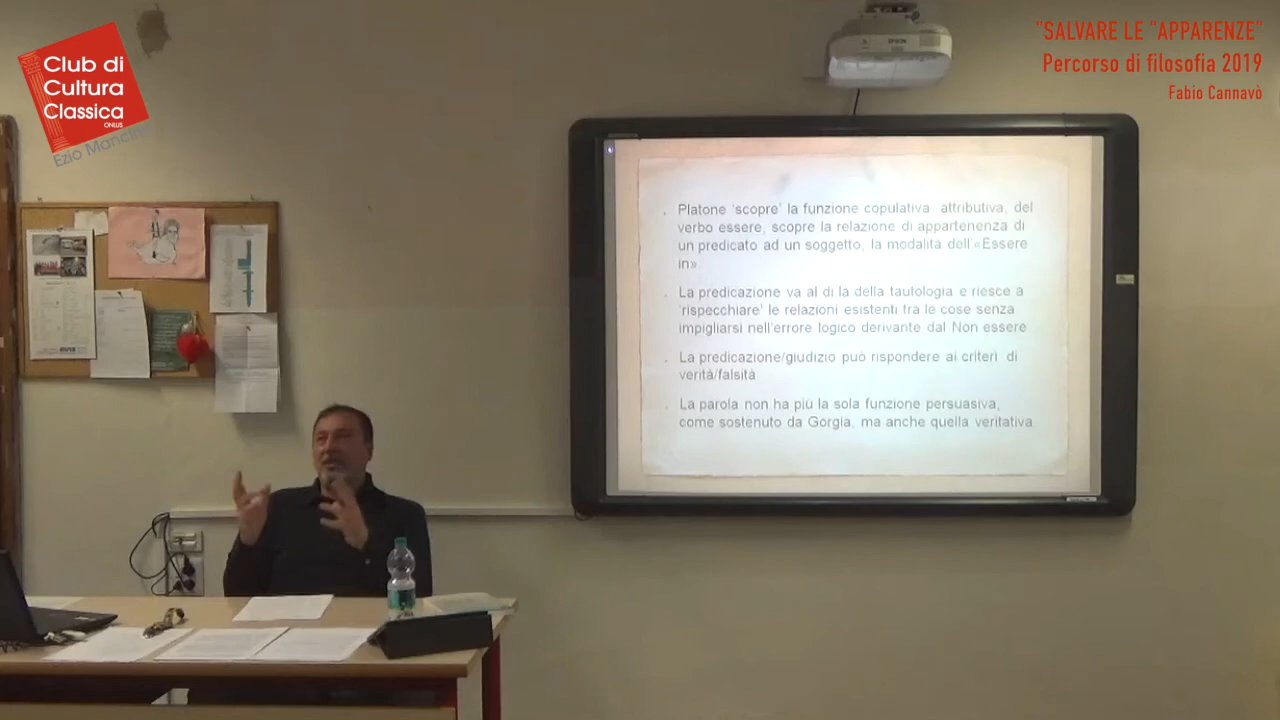 Club di
Cultura
Classica
ONLUS
Ezio Mancino
"SALVARE LE "APPARENZE"
Percorso di filosofia 2019
Fabio Cannavò
EPSON
Platone 'scopre' la funzione copulativa attributiva, del
verbo essere, scopre la relazione di appartenenza di
un predicato ad un soggetto, la modalita dell'«Essere
in»
La predicazione va al di la della tautologia e riesce a
'rispecchiare' le relazioni esistenti tra le cose senza
impigliarsi nell'errore logico derivante dal Non essere
La predicazione/giudizio può rispondere ai criteri di
verità/falsità
La parola non ha più la sola funzione persuasiva,
come sostenuto da Gorgia, ma anche quella veritativa